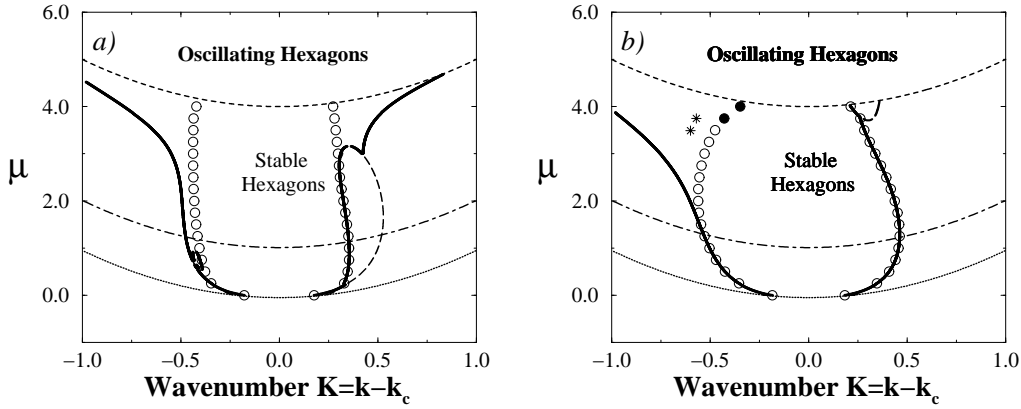 a)
Oscillating Hexagons
Stable
Hexagons
μ
6.0
4.0
2.0
0.0
−1.0 −0.5 0.0 0.5 1.0
Wavenumber K=k−k_c
b)
Oscillating Hexagons
Stable
Hexagons
μ
6.0
4.0
2.0
0.0
−1.0 −0.5 0.0 0.5 1.0
Wavenumber K=k−k_c